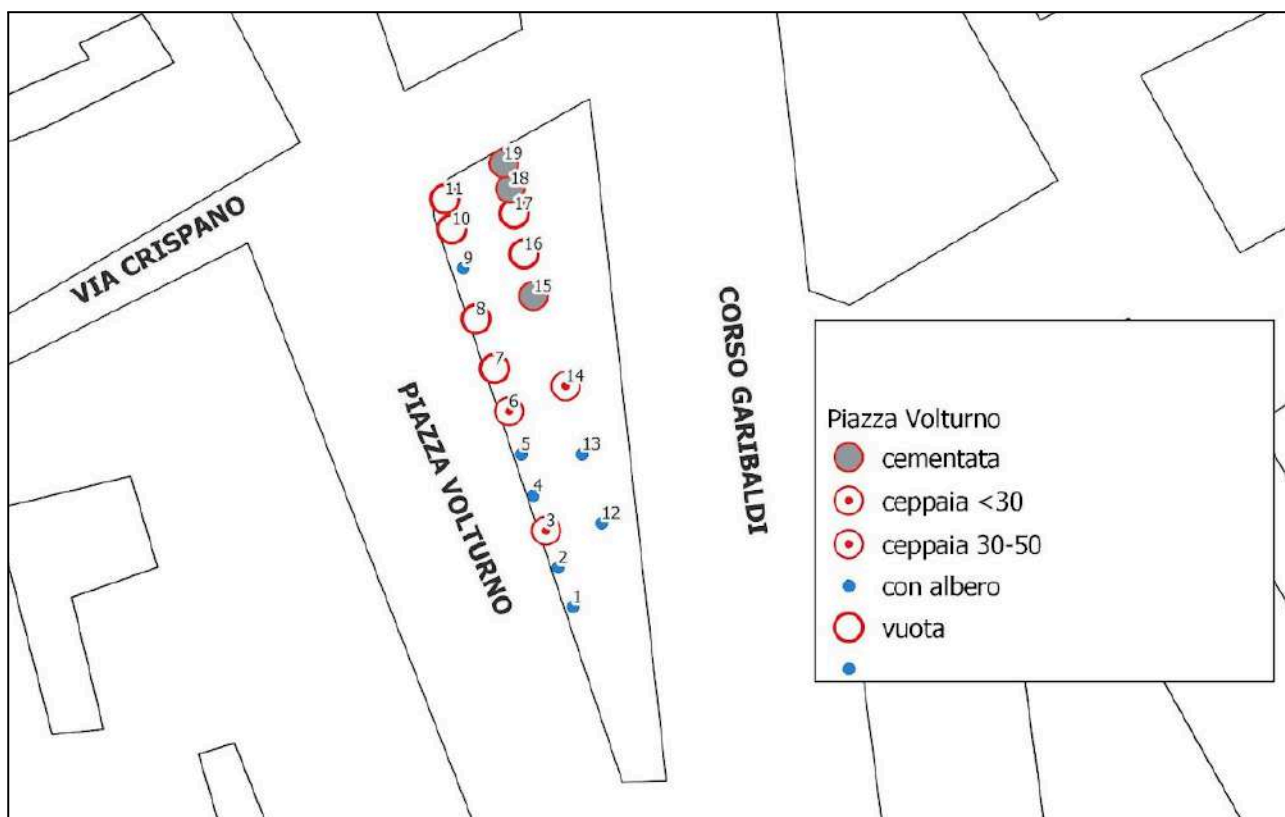 19
18
11
17
10
16
9
VIA CRISPANO
15
8
7
14
6
PIAZZA VOLTURNO
CORSO GARIBALDI
5
13
4
12
3
2
1
Piazza Volturno
cementata
ceppaia <30
ceppaia 30-50
con albero
vuota